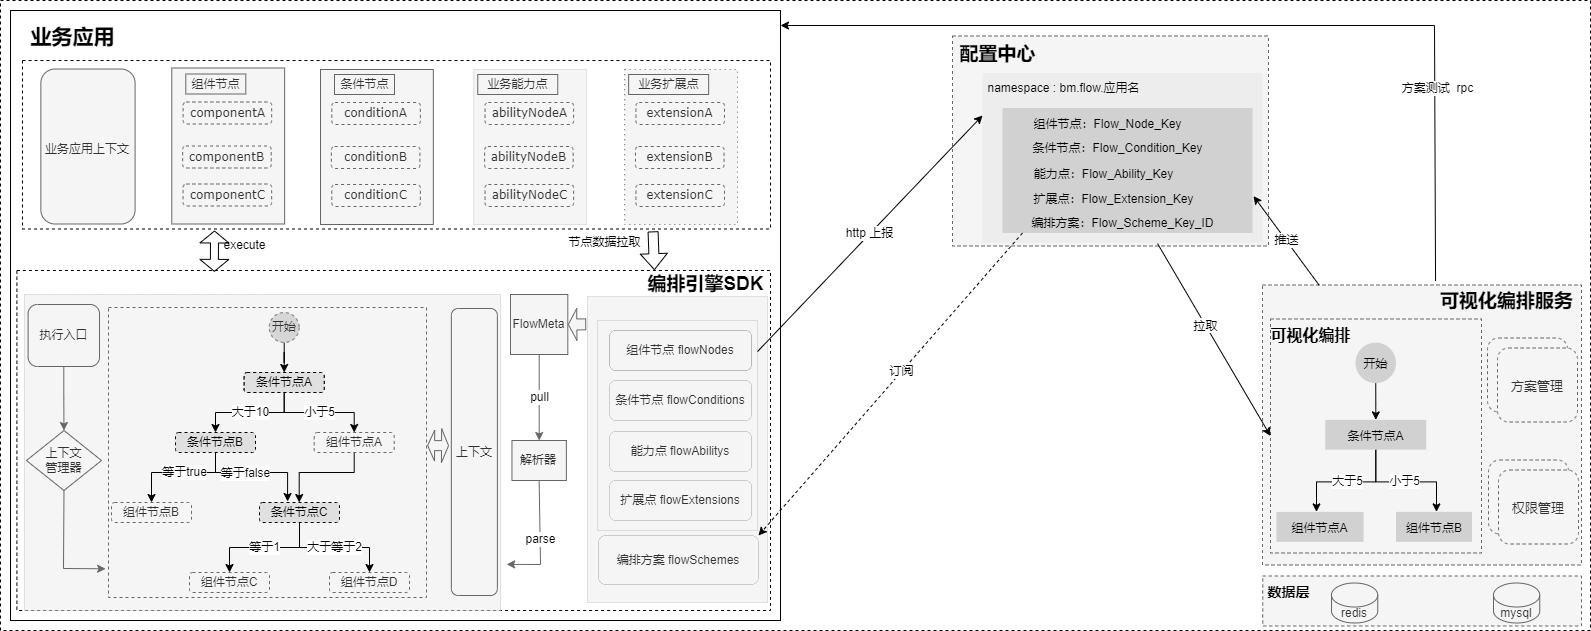 业务应用
业务应用上下文
组件节点
componentA
componentB
componentC
条件节点
conditionA
conditionB
conditionC
业务能力点
abilityNodeA
abilityNodeB
abilityNodeC
业务扩展点
extensionA
extensionB
extensionC
execute
节点数据拉取
编排引擎SDK
执行入口
上下文
管理器
开始
条件节点A
大于10
小于5
条件节点B
组件节点A
等于true
等于false
组件节点B
条件节点C
等于1
大于等于2
组件节点C
组件节点D
上下文
FlowMeta
pull
解析器
parse
组件节点 flowNodes
条件节点 flowConditions
能力点 flowAbilitys
扩展点 flowExtensions
编排方案 flowSchemes
http 上报
订阅
配置中心
namespace : bm.flow.应用名
组件节点：Flow_Node_Key
条件节点：Flow_Condition_Key
能力点：Flow_Ability_Key
扩展点：Flow_Extension_Key
编排方案：Flow_Scheme_Key_ID
推送
拉取
方案测试 rpc
可视化编排服务
可视化编排
开始
条件节点A
大于5
小于5
组件节点A
组件节点B
方案管理
权限管理
数据层
redis
mysql